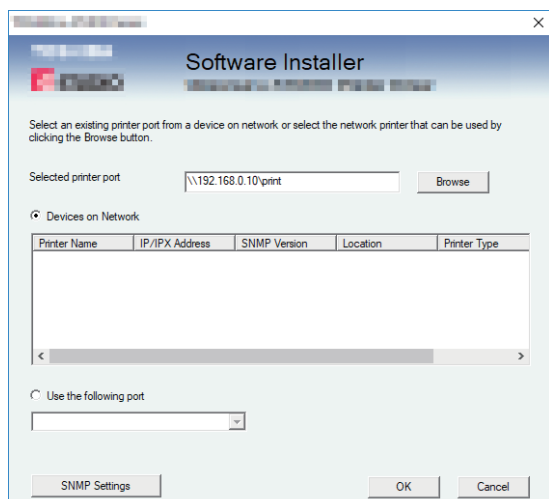 Software Installer
Select an existing printer port from a device on network or select the network printer that can be used by
clicking the Browse button.
Selected printer port
\\192.168.0.10\print
Browse
Devices on Network
Printer Name IP/IPX Address SNMP Version Location Printer Type
Use the following port
SNMP Settings
OK
Cancel